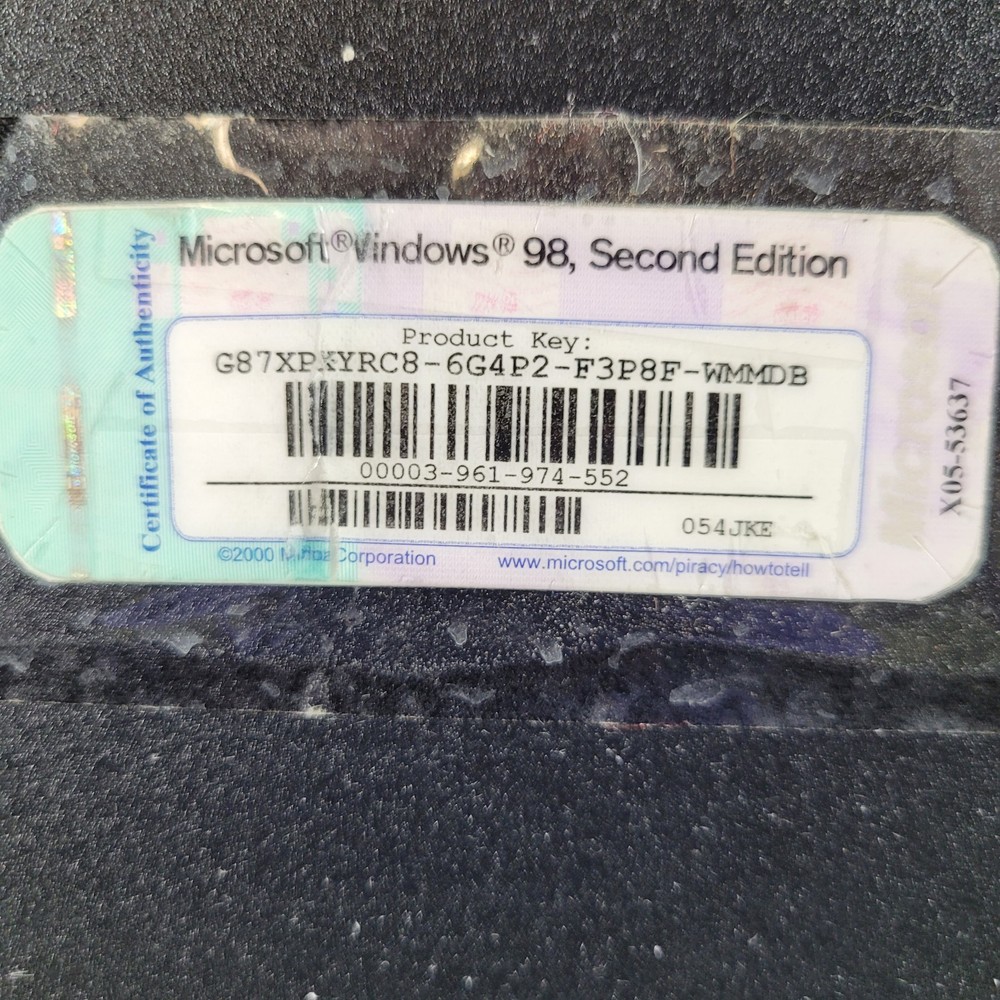 Microsoft® Windows® 98, Second Edition
Certificate of Authenticity
Product Key:
-6G4P2-F3P8F-WMMDB
00003-961-974-552
054JKE
©2000 Corporation
www.microsoft.com/piracy/howtotell
X05-53637
Microsoft